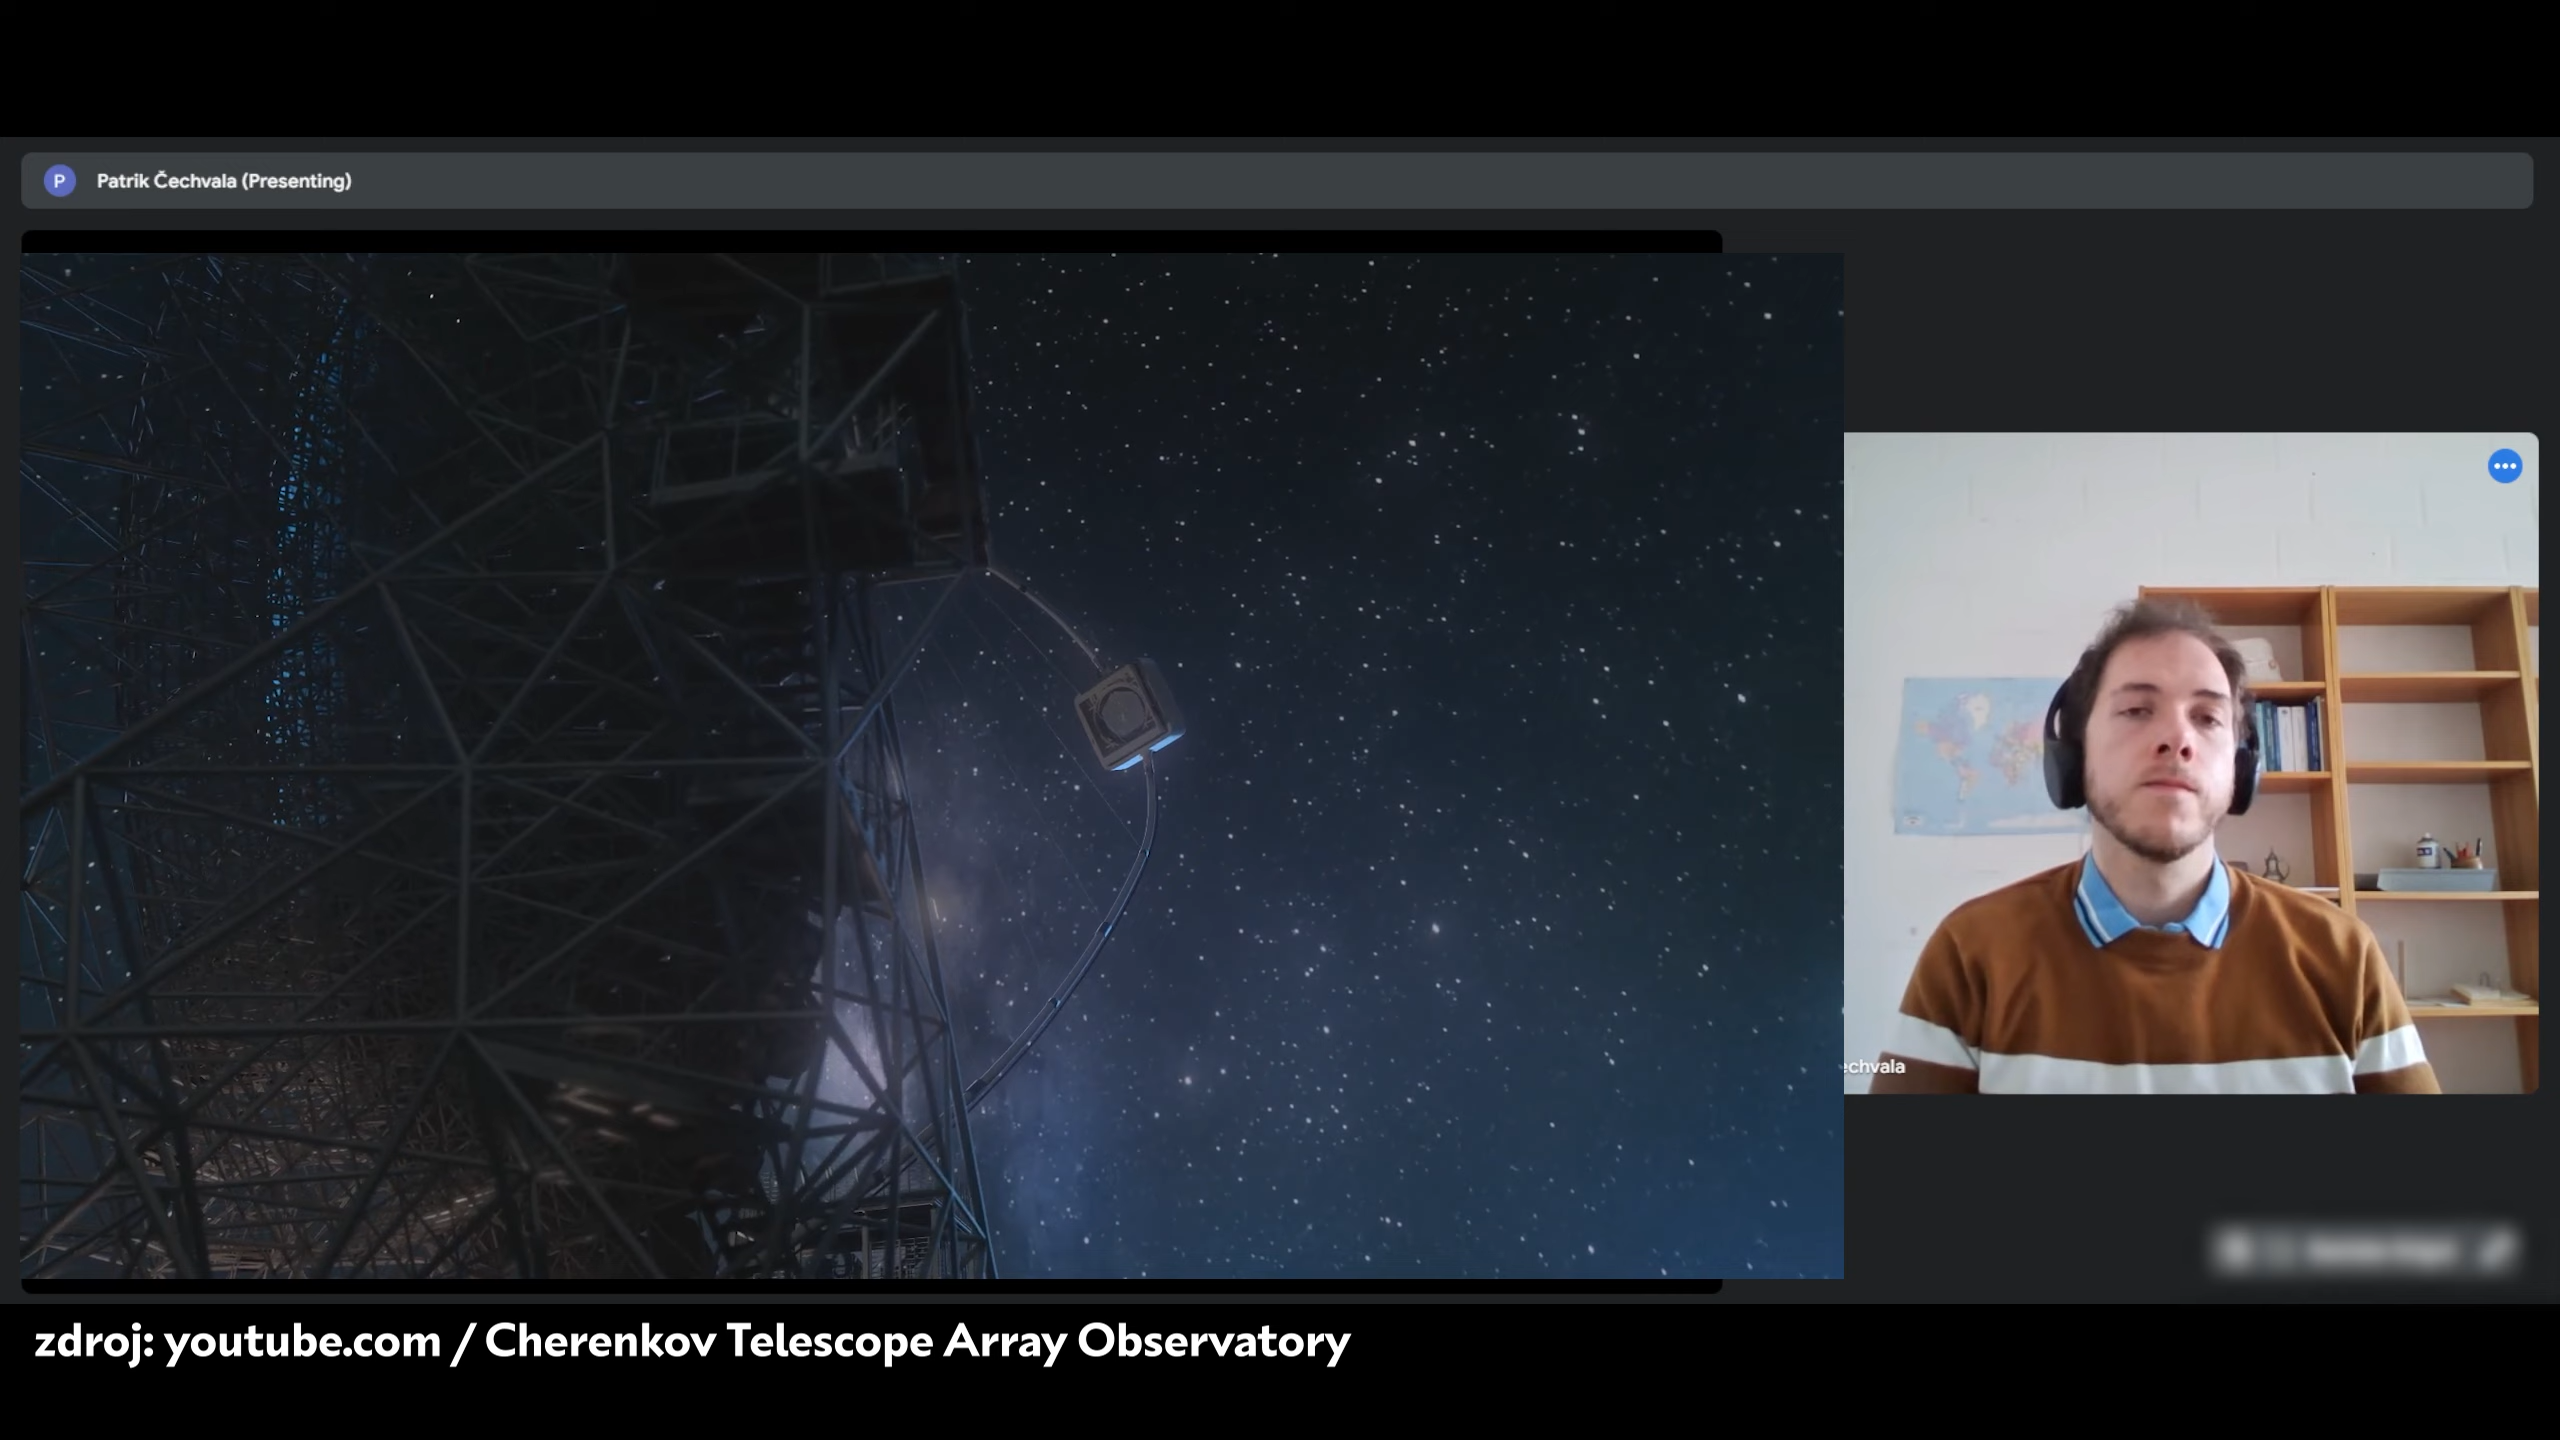 P
Patrik Čechvala (Presenting)
echvala
zdroj: youtube.com / Cherenkov Telescope Array Observatory